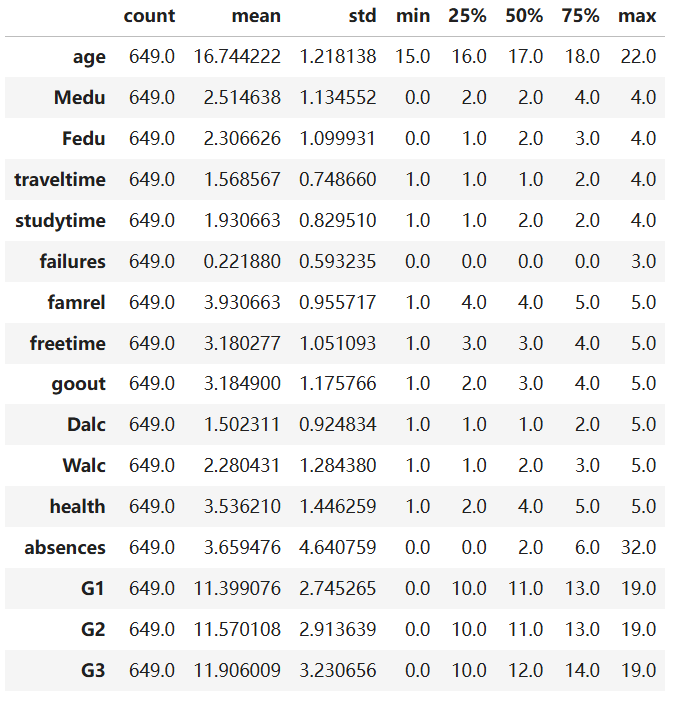 count mean std min 25% 50% 75% max
age 649.0 16.744222 1.218138 15.0 16.0 17.0 18.0 22.0
Medu 649.0 2.514638 1.134552 0.0 2.0 2.0 4.0 4.0
Fedu 649.0 2.306626 1.099931 0.0 1.0 2.0 3.0 4.0
traveltime 649.0 1.568567 0.748660 1.0 1.0 1.0 2.0 4.0
studytime 649.0 1.930663 0.829510 1.0 1.0 2.0 2.0 4.0
failures 649.0 0.221880 0.593235 0.0 0.0 0.0 0.0 3.0
famrel 649.0 3.930663 0.955717 1.0 4.0 4.0 5.0 5.0
freetime 649.0 3.180277 1.051093 1.0 3.0 3.0 4.0 5.0
goout 649.0 3.184900 1.175766 1.0 2.0 3.0 4.0 5.0
Dalc 649.0 1.502311 0.924834 1.0 1.0 1.0 2.0 5.0
Walc 649.0 2.280431 1.284380 1.0 1.0 2.0 3.0 5.0
health 649.0 3.536210 1.446259 1.0 2.0 4.0 5.0 5.0
absences 649.0 3.659476 4.640759 0.0 0.0 2.0 6.0 32.0
G1 649.0 11.399076 2.745265 0.0 10.0 11.0 13.0 19.0
G2 649.0 11.570108 2.913639 0.0 10.0 11.0 13.0 19.0
G3 649.0 11.906009 3.230656 0.0 10.0 12.0 14.0 19.0